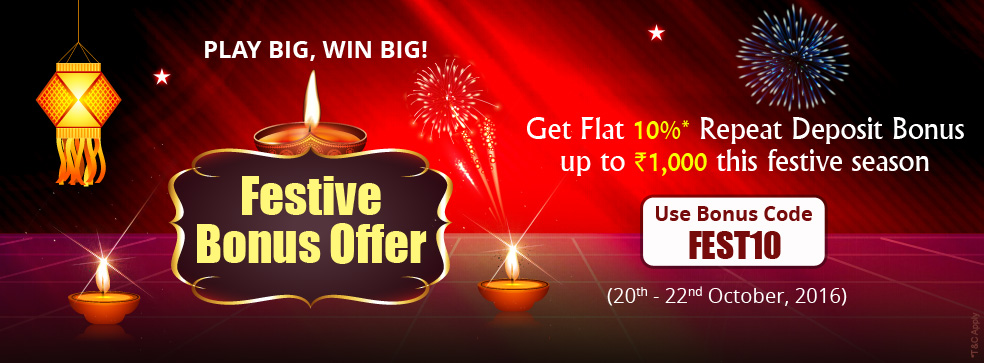 PLAY BIG, WIN BIG!
Festive
Bonus Offer
Get Flat 10%* Repeat Deposit Bonus
up to ₹1,000 this festive season
Use Bonus Code
FEST10
(20th - 22nd October, 2016)
*T&C Apply